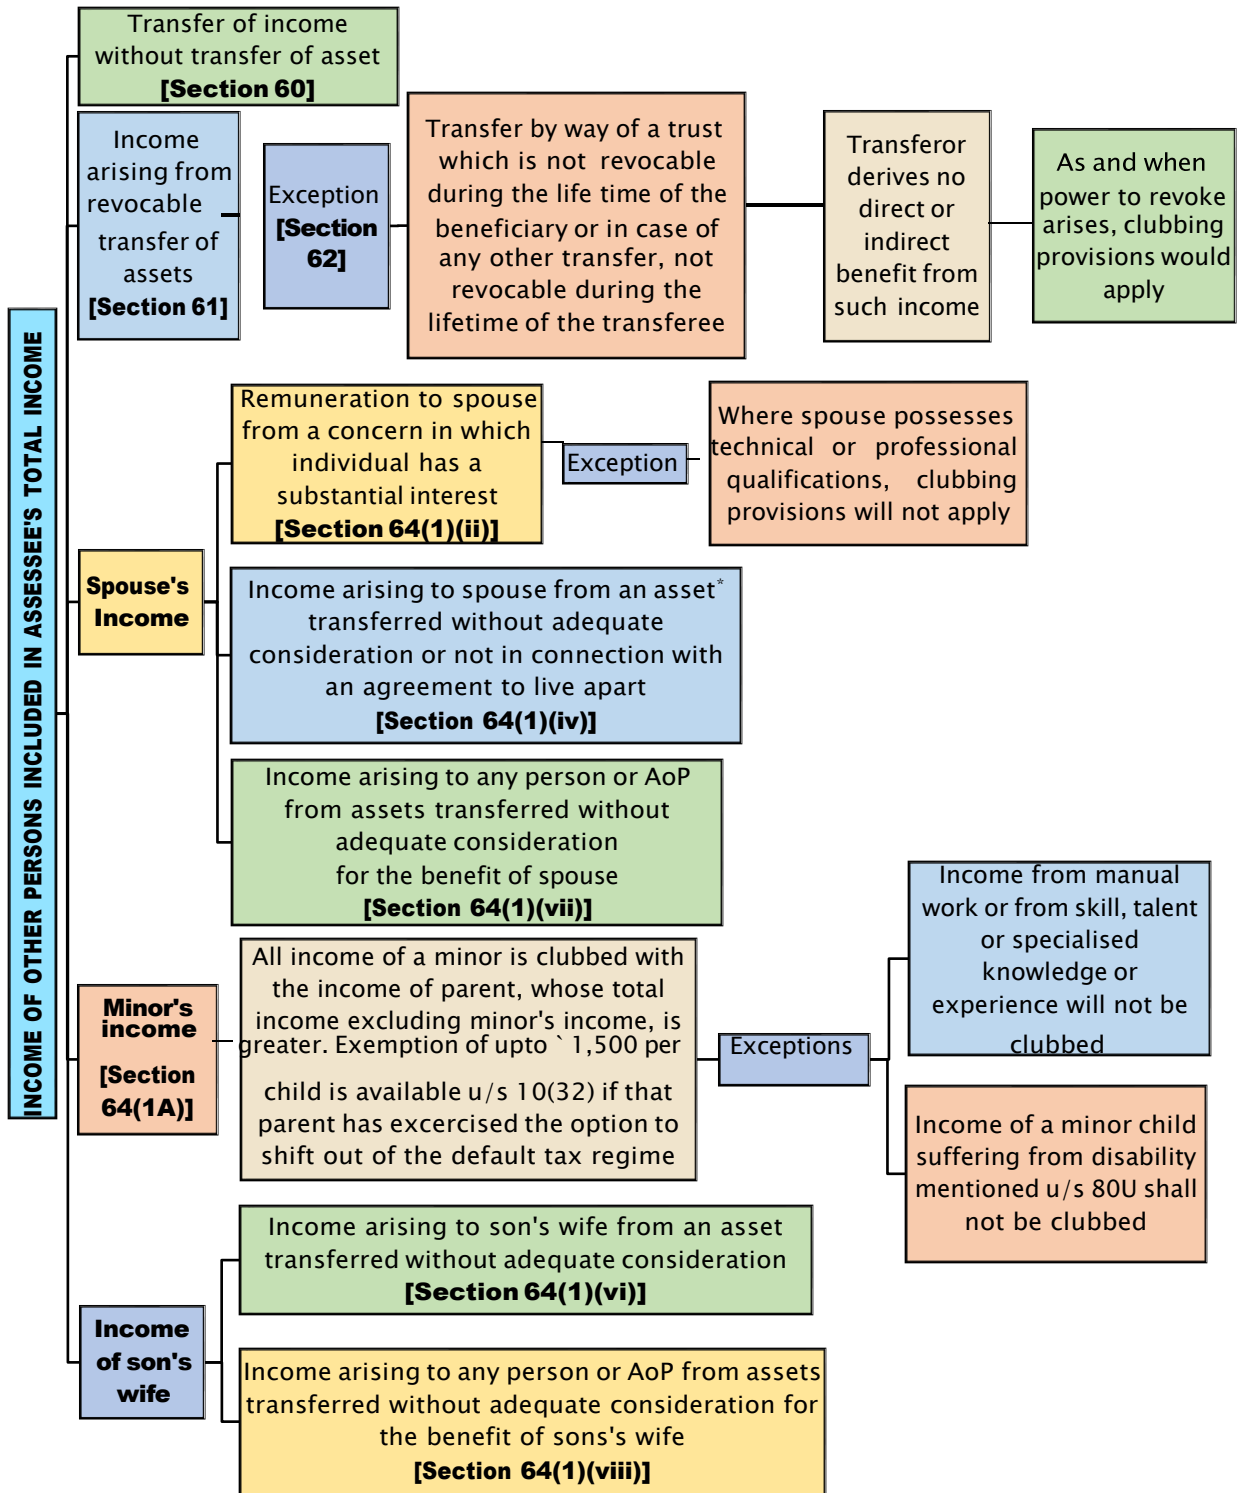 INCOME OF OTHER PERSONS INCLUDED IN ASSESSEE'S TOTAL INCOME
Transfer of income
without transfer of asset
[Section 60]
Income
arising from
revocable
transfer of
assets
[Section 61]
Exception
[Section
62]
Transfer by way of a trust
which is not revocable
during the life time of the
beneficiary or in case of
any other transfer, not
revocable during the
lifetime of the transferee
Transferor
derives no
direct or
indirect
benefit from
such income
As and when
power to revoke
arises, clubbing
provisions would
apply
Spouse's
Income
Remuneration to spouse
from a concern in which
individual has a
substantial interest
[Section 64(1)(ii)]
Exception
Where spouse possesses
technical or professional
qualifications, clubbing
provisions will not apply
Income arising to spouse from an asset*
transferred without adequate
consideration or not in connection with
an agreement to live apart
[Section 64(1)(iv)]
Income arising to any person or AoP
from assets transferred without
adequate consideration
for the benefit of spouse
[Section 64(1)(vii)]
Minor's
income
[Section
64(1A)]
All income of a minor is clubbed with
the income of parent, whose total
income excluding minor's income, is
greater. Exemption of upto ` 1,500 per
child is available u/s 10(32) if that
parent has excercised the option to
shift out of the default tax regime
Exceptions
Income from manual
work or from skill, talent
or specialised
knowledge or
experience will not be
clubbed
Income of a minor child
suffering from disability
mentioned u/s 80U shall
not be clubbed
Income
of son's
wife
Income arising to son's wife from an asset
transferred without adequate consideration
[Section 64(1)(vi)]
Income arising to any person or AoP from assets
transferred without adequate consideration for
the benefit of sons's wife
[Section 64(1)(viii)]